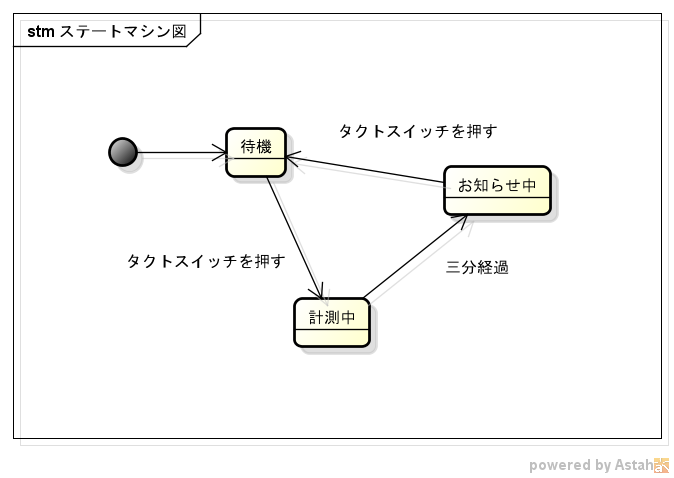 stm ステートマシン図
タクトスイッチを押す
待機
お知らせ中
タクトスイッチを押す
三分経過
計測中
powered by Astah